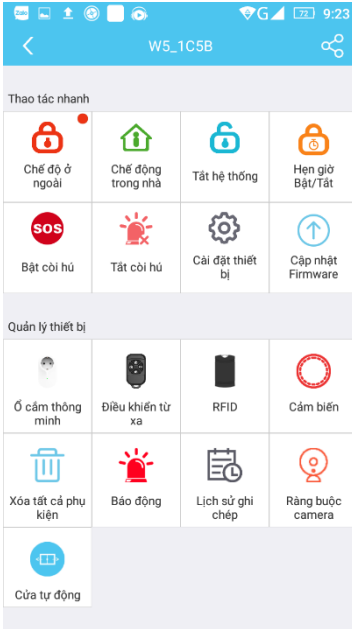 Zalo G 72 9:23
W5_1C5B
Thao tác nhanh
Chế độ ở
ngoài
Chế động
trong nhà
Tắt hệ thống
Hẹn giờ
Bật/Tắt
SOS
Bật còi hú
Tắt còi hú
Cài đặt thiết
bị
Cập nhật
Firmware
Quản lý thiết bị
Ổ cắm thông
minh
Điều khiển từ
xa
RFID
Cảm biến
Xóa tất cả phụ
kiện
Báo động
Lịch sử ghi
chép
Ràng buộc
camera
Cửa tự động